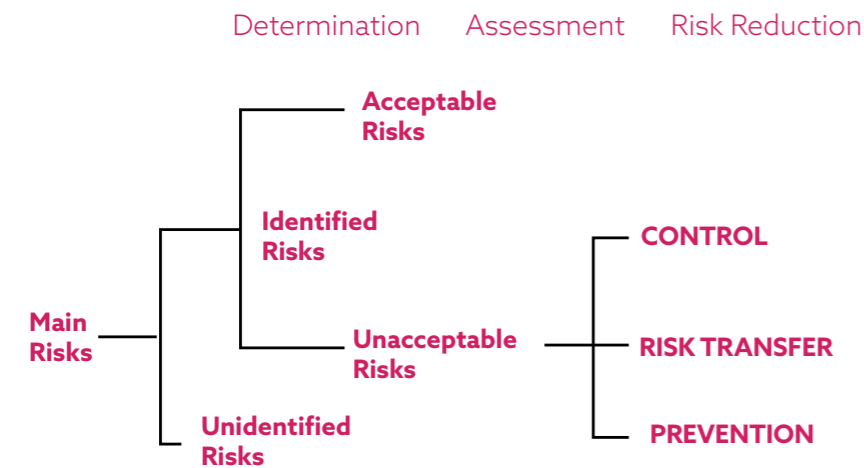 Determination Assessment Risk Reduction
Acceptable
Risks
Identified
Risks
CONTROL
Main
Risks
Unacceptable
Risks
RISK TRANSFER
Unidentified
Risks
PREVENTION